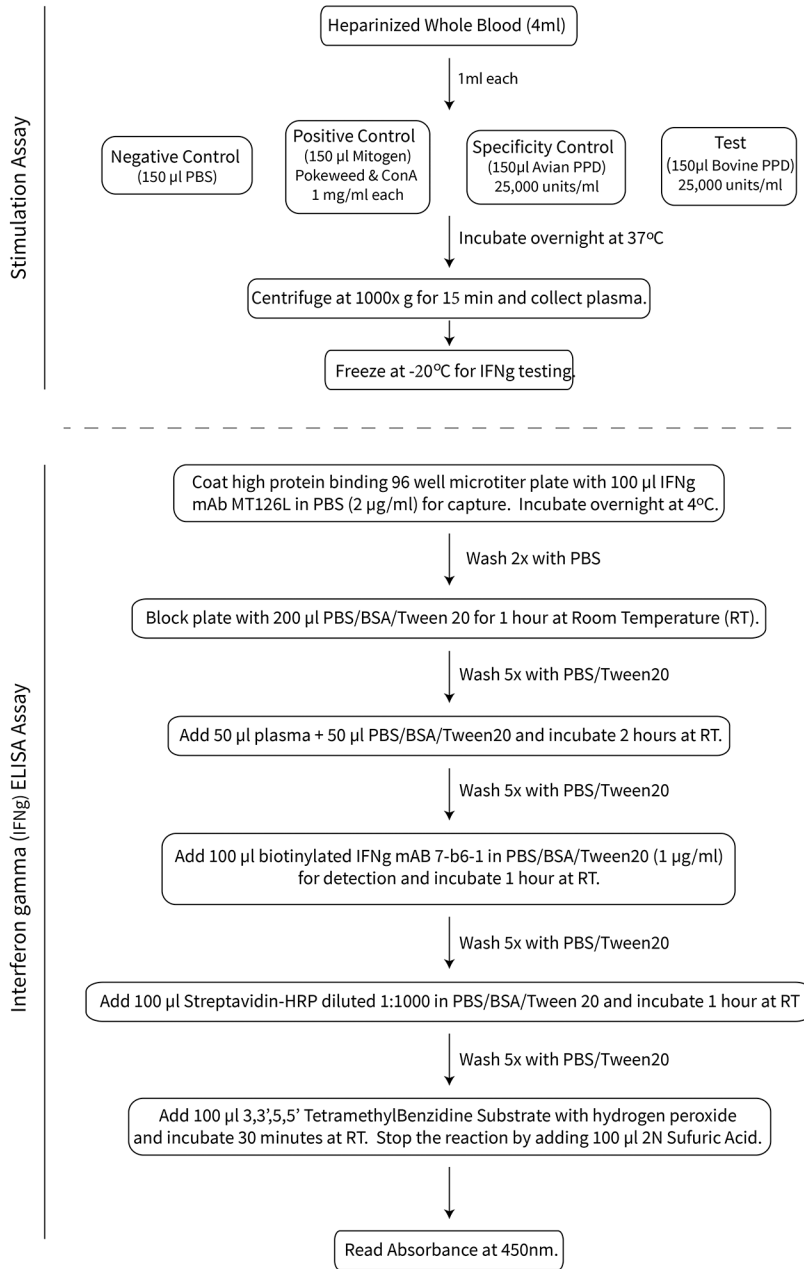 Stimulation Assay
Heparinized Whole Blood (4ml)
1ml each
Negative Control
(150 µl PBS)
Positive Control
(150 µl Mitogen)
Pokeweed & ConA
1 mg/ml each
Specificity Control
(150µl Avian PPD)
25,000 units/ml
Test
(150µl Bovine PPD)
25,000 units/ml
Incubate overnight at 37ºC
Centrifuge at 1000x g for 15 min and collect plasma.
Freeze at -20ºC for IFNg testing.
Interferon gamma (IFNg) ELISA Assay
Coat high protein binding 96 well microtiter plate with 100 µl IFNg
mAb MT126L in PBS (2 µg/ml) for capture. Incubate overnight at 4ºC.
Wash 2x with PBS
Block plate with 200 µl PBS/BSA/Tween 20 for 1 hour at Room Temperature (RT).
Wash 5x with PBS/Tween20
Add 50 µl plasma + 50 µl PBS/BSA/Tween20 and incubate 2 hours at RT.
Wash 5x with PBS/Tween20
Add 100 µl biotinylated IFNg mAB 7-b6-1 in PBS/BSA/Tween20 (1 µg/ml)
for detection and incubate 1 hour at RT.
Wash 5x with PBS/Tween20
Add 100 µl Streptavidin-HRP diluted 1:1000 in PBS/BSA/Tween 20 and incubate 1 hour at RT
Wash 5x with PBS/Tween20
Add 100 µl 3,3’,5,5’ TetramethylBenzidine Substrate with hydrogen peroxide
and incubate 30 minutes at RT. Stop the reaction by adding 100 µl 2N Sufuric Acid.
Read Absorbance at 450nm.